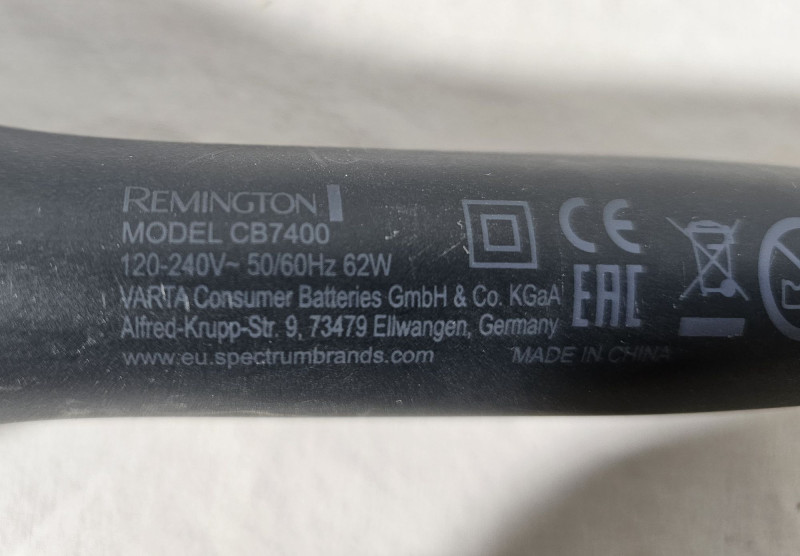 REMINGTON
MODEL CB7400
120-240V~ 50/60Hz 62W
VARTA Consumer Batteries GmbH & Co. KGaA
Alfred-Krupp-Str. 9, 73479 Ellwangen, Germany
www.eu.spectrumbrands.com
MADE IN CHINA
CE
EAC